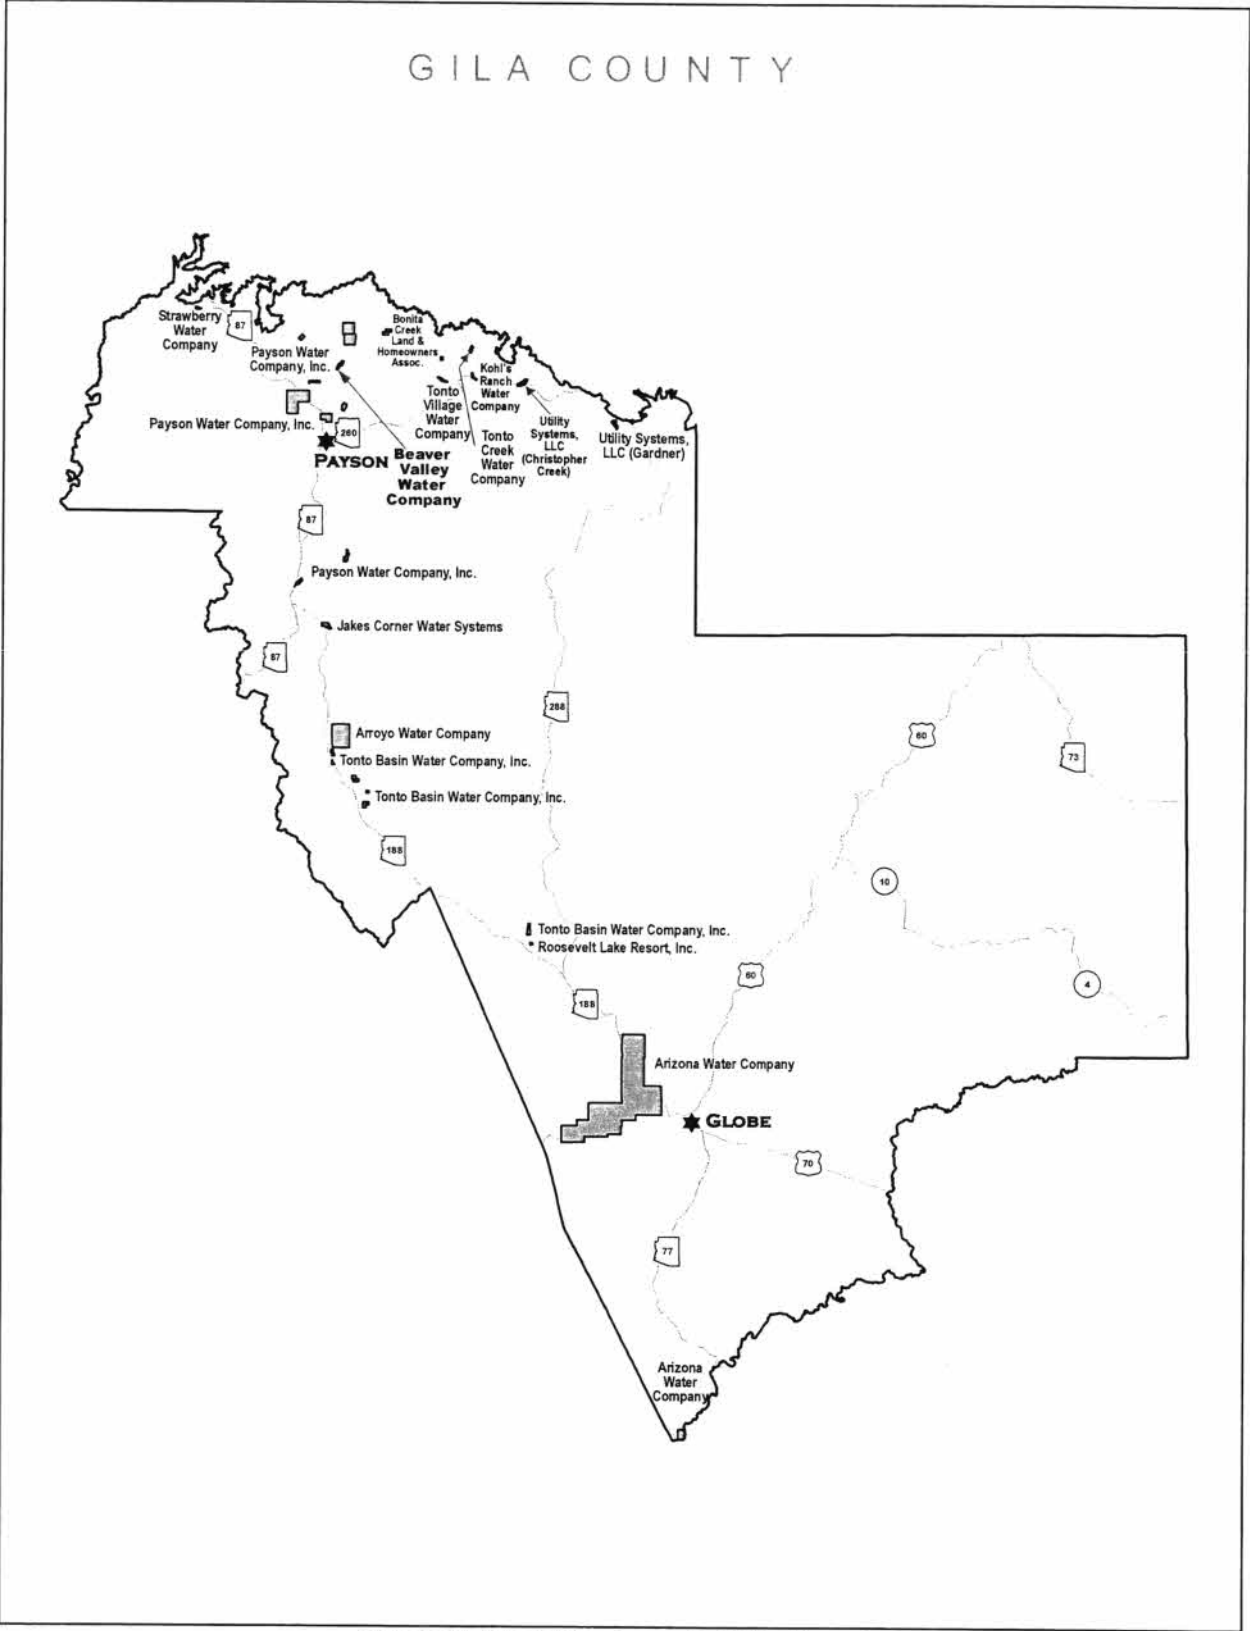 GILA COUNTY
Strawberry
Water
Company
87
Payson Water
Company, Inc.
Bonita
Creek
Land &
Homeowners
Assoc.
Kohl's
Ranch
Water
Company
Tonto
Village
Water
Company
Payson Water Company, Inc.
260
PAYSON
Beaver
Valley
Water
Company
Tonto
Creek
Water
Company
Utility
Systems,
LLC
(Christopher
Creek)
Utility Systems,
LLC (Gardner)
87
Payson Water Company, Inc.
Jakes Corner Water Systems
87
288
60
73
Arroyo Water Company
Tonto Basin Water Company, Inc.
Tonto Basin Water Company, Inc.
188
10
Tonto Basin Water Company, Inc.
Roosevelt Lake Resort, Inc.
60
4
188
Arizona Water Company
GLOBE
70
77
Arizona
Water
Company